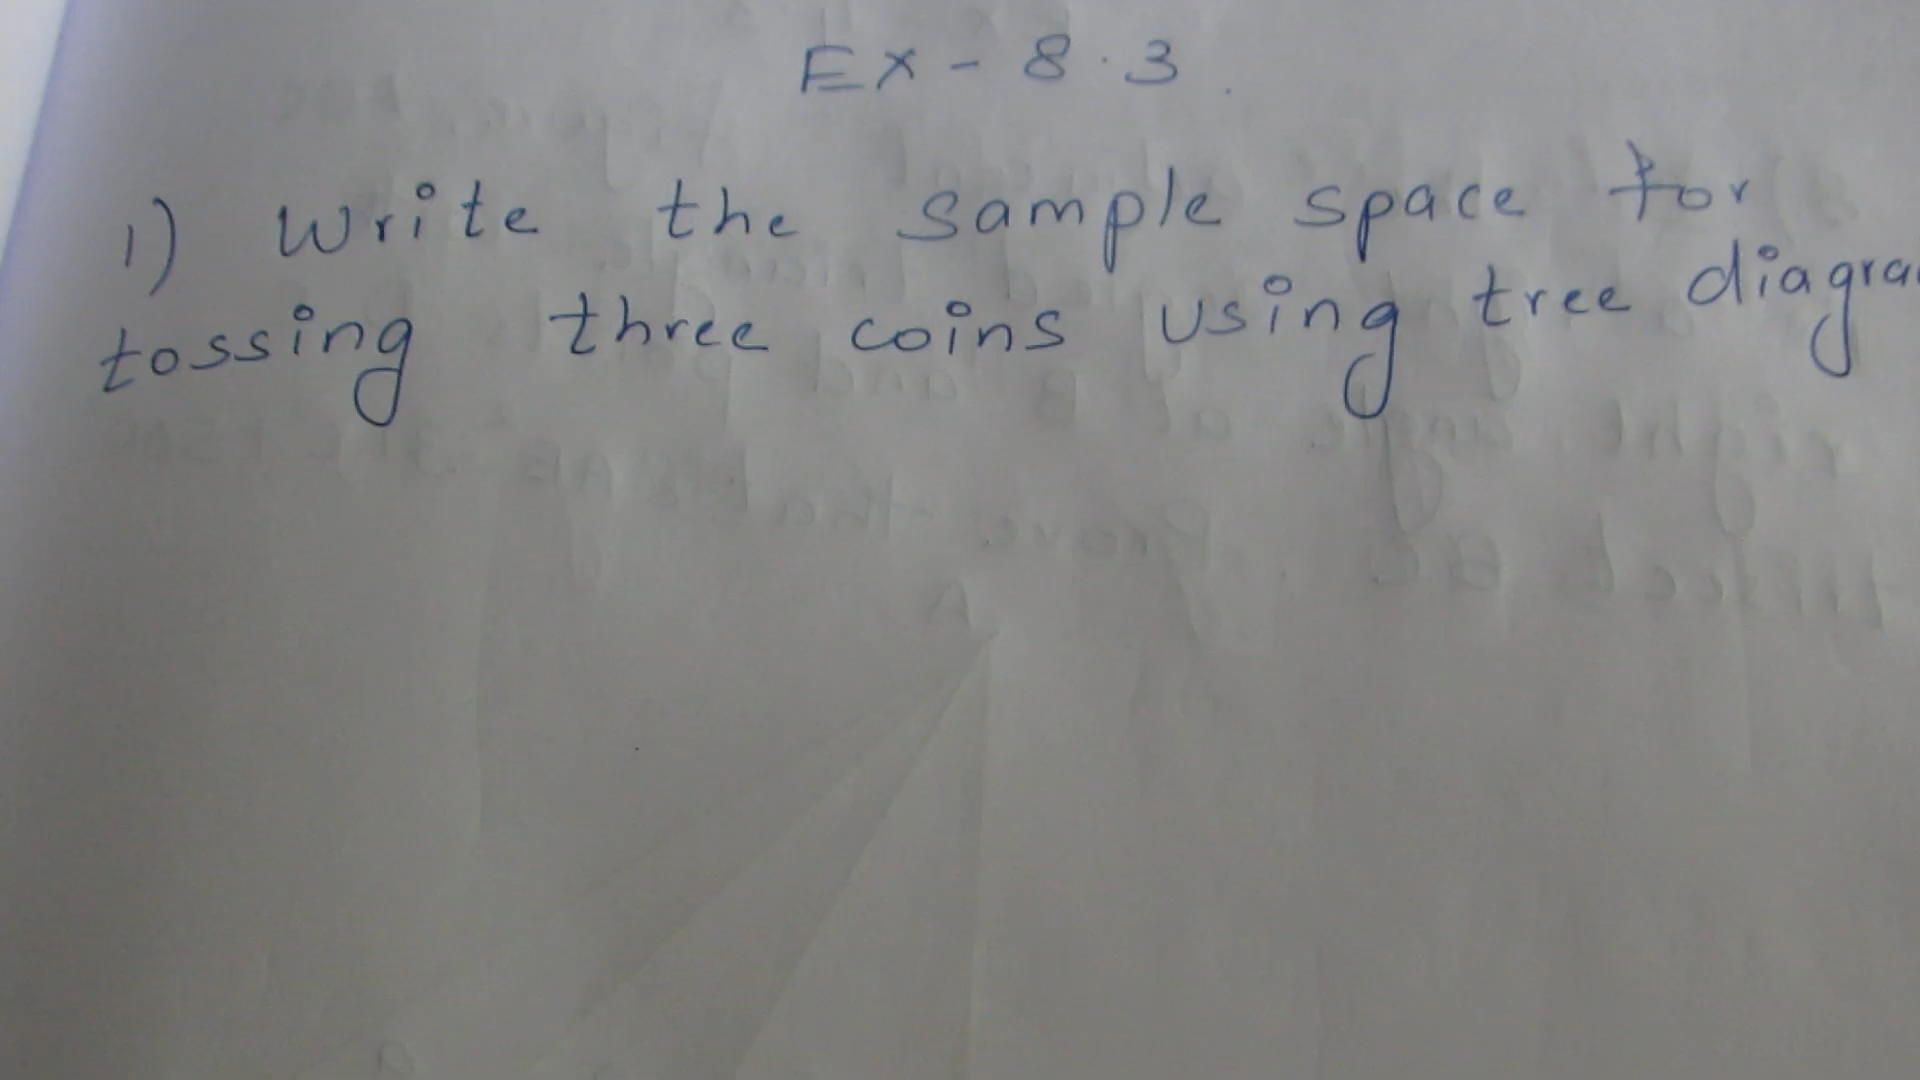 Ex - 8.3.
1) Write the sample space for
tossing three coins using tree diagra